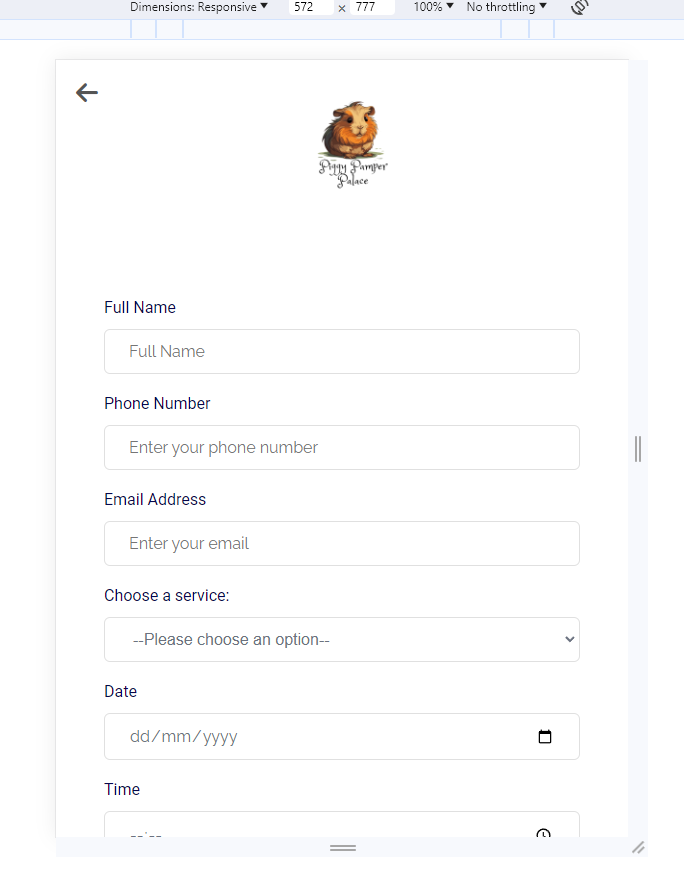 Dimensions: Responsive ▼ 572 × 777 100% ▼ No throttling ▼
Piggy Pamper
Palace
Full Name
Full Name
Phone Number
Enter your phone number
Email Address
Enter your email
Choose a service:
--Please choose an option--
Date
dd/mm/yyyy
Time
--:--